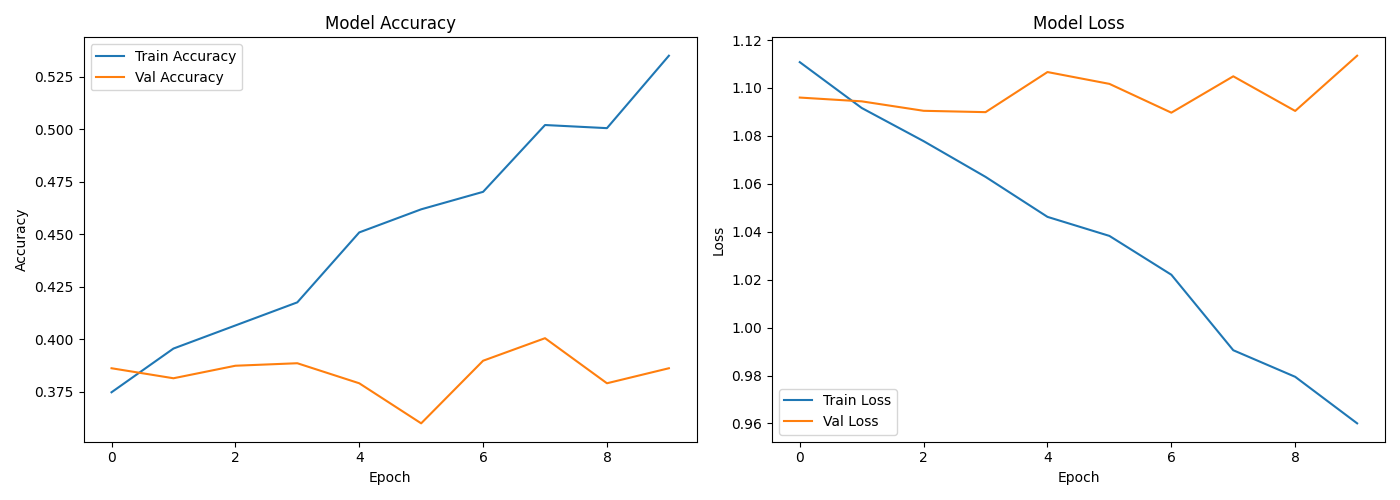 Model Accuracy
Train Accuracy
Val Accuracy
0.525
0.500
0.475
0.450
0.425
0.400
0.375
Accuracy
0 2 4 6 8
Epoch
Model Loss
1.12
1.10
1.08
1.06
1.04
1.02
1.00
0.98
0.96
Loss
Train Loss
Val Loss
0 2 4 6 8
Epoch